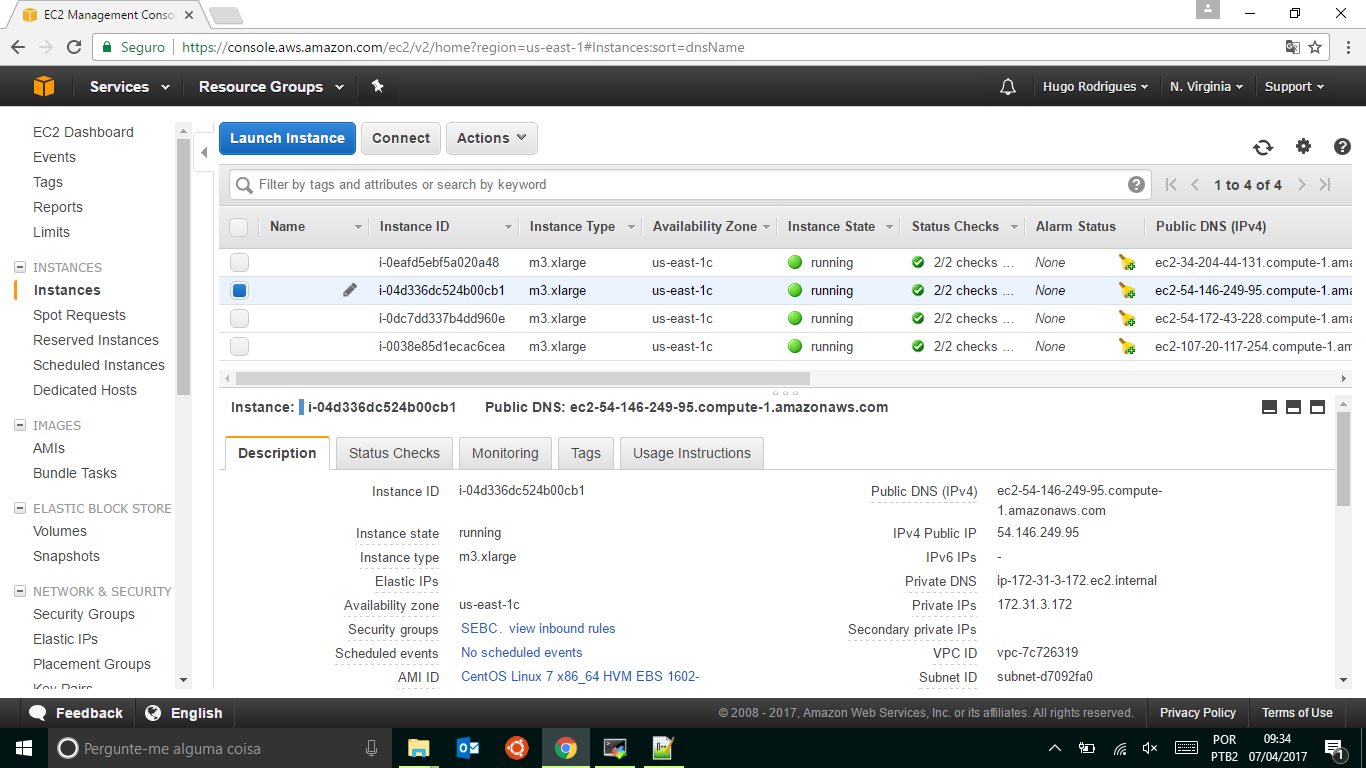 EC2 Management Conso
Seguro
https://console.aws.amazon.com/ec2/v2/home?region=us-east-1#Instances:sort=dnsName
Services Resource Groups Hugo Rodrigues N. Virginia Support
EC2 Dashboard
Events
Tags
Reports
Limits
INSTANCES
Instances
Spot Requests
Reserved Instances
Scheduled Instances
Dedicated Hosts
IMAGES
AMIs
Bundle Tasks
ELASTIC BLOCK STORE
Volumes
Snapshots
NETWORK & SECURITY
Security Groups
Elastic IPs
Placement Groups
Key Pairs
Launch Instance Connect Actions
Filter by tags and attributes or search by keyword
1 to 4 of 4
Name Instance ID Instance Type Availability Zone Instance State Status Checks Alarm Status Public DNS (IPv4)
i-0eafd5ebf5a020a48 m3.xlarge us-east-1c running 2/2 checks ... None ec2-34-204-44-131.compute-1.ama
i-04d336dc524b00cb1 m3.xlarge us-east-1c running 2/2 checks ... None ec2-54-146-249-95.compute-1.ama
i-0dc7dd337b4dd960e m3.xlarge us-east-1c running 2/2 checks ... None ec2-54-172-43-228.compute-1.ama
i-0038e85d1ecac6cea m3.xlarge us-east-1c running 2/2 checks ... None ec2-107-20-117-254.compute-1.am
Instance: i-04d336dc524b00cb1 Public DNS: ec2-54-146-249-95.compute-1.amazonaws.com
Description Status Checks Monitoring Tags Usage Instructions
Instance ID i-04d336dc524b00cb1 Public DNS (IPv4) ec2-54-146-249-95.compute-
1.amazonaws.com
Instance state running IPv4 Public IP 54.146.249.95
Instance type m3.xlarge IPv6 IPs -
Elastic IPs Private DNS ip-172-31-3-172.ec2.internal
Availability zone us-east-1c Private IPs 172.31.3.172
Security groups SEBC. view inbound rules Secondary private IPs
Scheduled events No scheduled events VPC ID vpc-7c726319
AMI ID CentOS Linux 7 x86_64 HVM EBS 1602- Subnet ID subnet-d7092fa0
Feedback English © 2008 - 2017, Amazon Web Services, Inc. or its affiliates. All rights reserved. Privacy Policy Terms of Use
Pergunte-me alguma coisa
POR
PTB2
09:34
07/04/2017
1